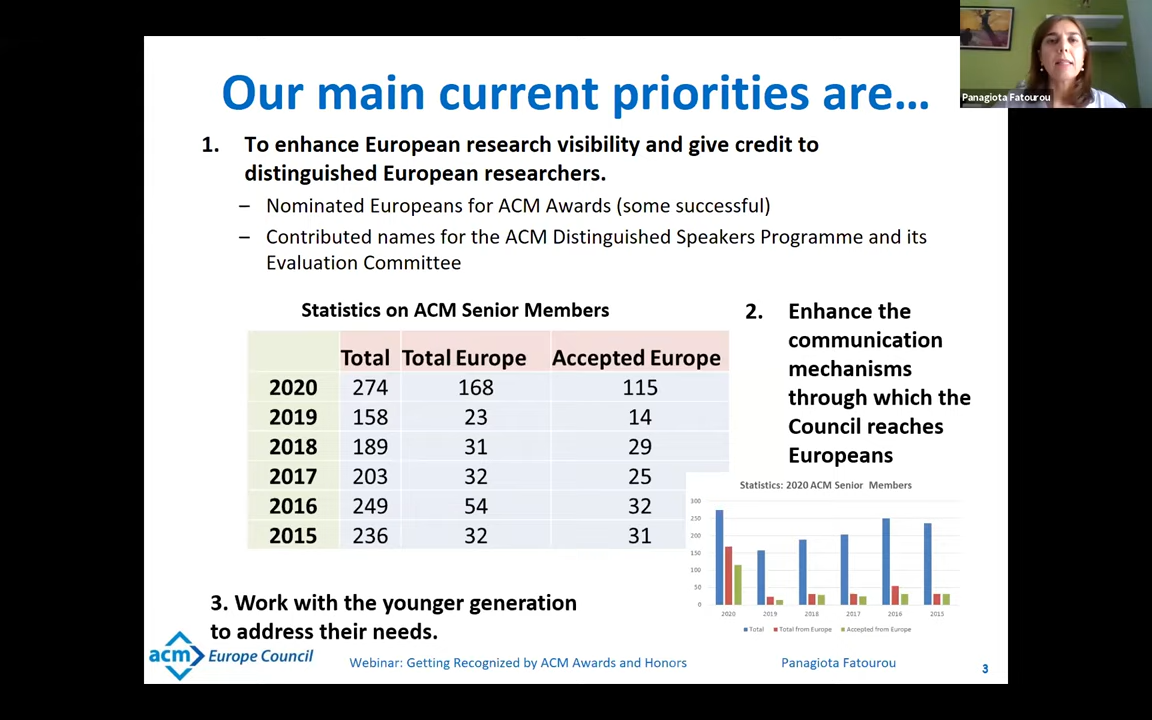 Our main current priorities are...
Panagiota Fatourou
1. To enhance European research visibility and give credit to
distinguished European researchers.
– Nominated Europeans for ACM Awards (some successful)
– Contributed names for the ACM Distinguished Speakers Programme and its
Evaluation Committee
Statistics on ACM Senior Members
Total Total Europe Accepted Europe
2020 274 168 115
2019 158 23 14
2018 189 31 29
2017 203 32 25
2016 249 54 32
2015 236 32 31
2. Enhance the
communication
mechanisms
through which the
Council reaches
Europeans
Statistics: 2020 ACM Senior Members
300
250
200
150
100
50
0
2020 2019 2018 2017 2016 2015
Total Total from Europe Accepted from Europe
3. Work with the younger generation
to address their needs.
acm Europe Council
Webinar: Getting Recognized by ACM Awards and Honors
Panagiota Fatourou
3